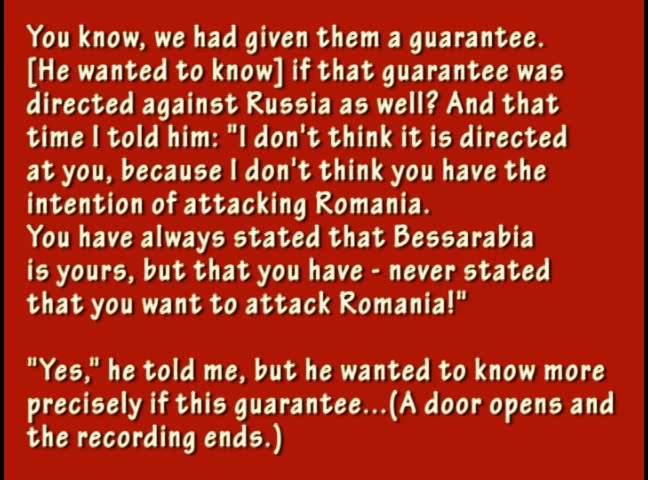 You know, we had given them a guarantee.
[He wanted to know] if that guarantee was
directed against Russia as well? And that
time I told him: "I don't think it is directed
at you, because I don't think you have the
intention of attacking Romania.
You have always stated that Bessarabia
is yours, but that you have - never stated
that you want to attack Romania!"
"Yes," he told me, but he wanted to know more
precisely if this guarantee...(A door opens and
the recording ends.)